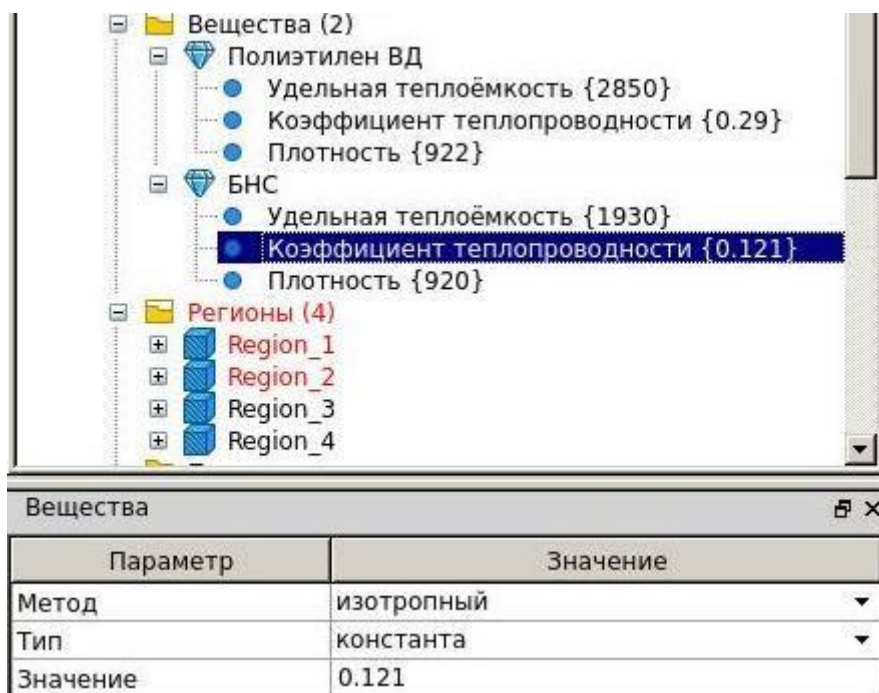 Вещества (2)
Полиэтилен ВД
Удельная теплоёмкость {2850}
Коэффициент теплопроводности {0.29}
Плотность {922}
БНС
Удельная теплоёмкость {1930}
Коэффициент теплопроводности {0.121}
Плотность {920}
Регионы (4)
Region_1
Region_2
Region_3
Region_4
Вещества
Параметр Значение
Метод изотропный
Тип константа
Значение 0.121